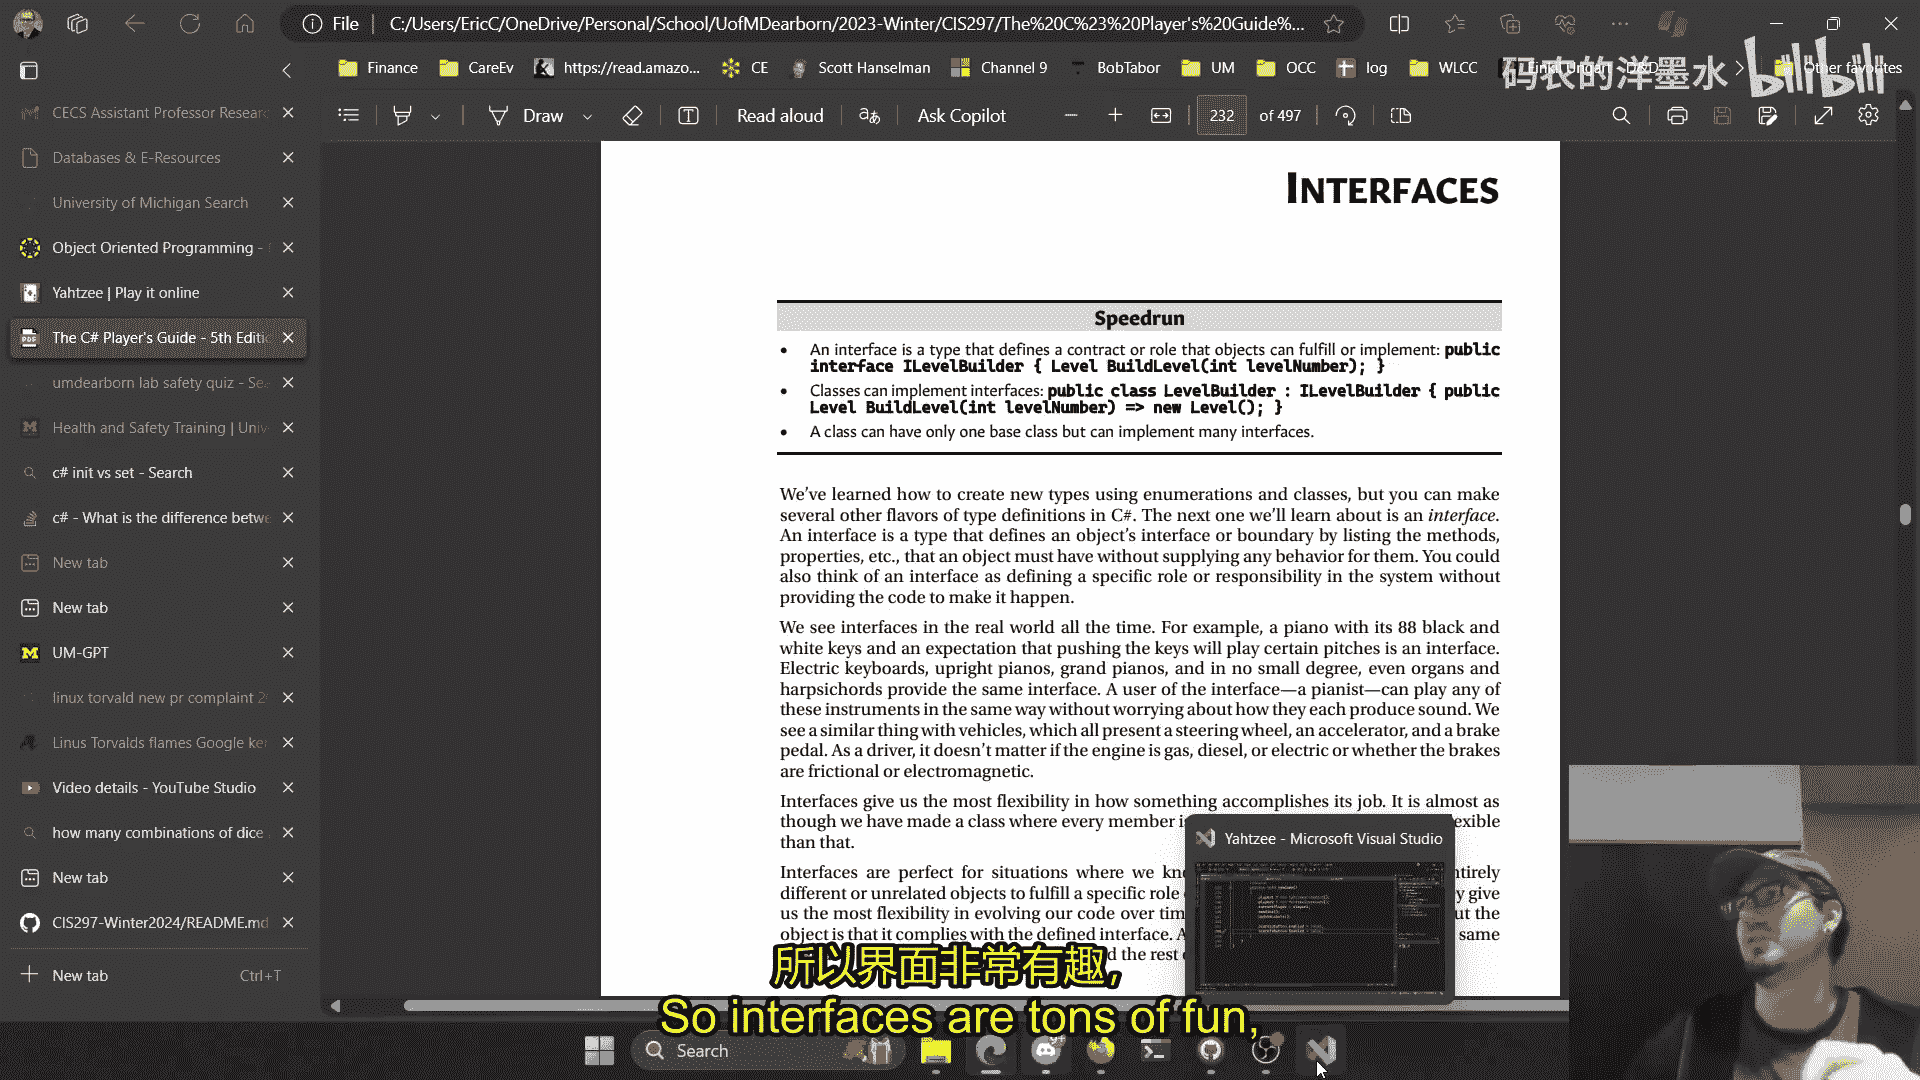 File
C:/Users/EricC/OneDrive/Personal/School/UofMDearborn/2023-Winter/CIS297/The%20C%23%20Player's%20Guide%...
Finance
CareEv
https://read.amazo...
CE
Scott Hanselman
Channel 9
BobTabor
UM
OCC
log
WLCC
Other favorites
码农的洋墨水
bilibili
Draw
Read aloud
aあ
Ask Copilot
232
of 497
CECS Assistant Professor Researc
Databases & E-Resources
University of Michigan Search
Object Oriented Programming -
Yahtzee | Play it online
The C# Player's Guide - 5th Editi
umdearborn lab safety quiz - Se
Health and Safety Training | Univ
c# init vs set - Search
c# - What is the difference betwe
New tab
New tab
UM-GPT
linux torvald new pr complaint 2
Linus Torvalds flames Google ker
Video details - YouTube Studio
how many combinations of dice
New tab
CIS297-Winter2024/README.md
New tab
Ctrl+T
INTERFACES
Speedrun
• An interface is a type that defines a contract or role that objects can fulfill or implement: public
interface ILevelBuilder { Level BuildLevel(int levelNumber); }
• Classes can implement interfaces: public class LevelBuilder : ILevelBuilder { public
Level BuildLevel(int levelNumber) => new Level(); }
• A class can have only one base class but can implement many interfaces.
We've learned how to create new types using enumerations and classes, but you can make
several other flavors of type definitions in C#. The next one we'll learn about is an interface.
An interface is a type that defines an object's interface or boundary by listing the methods,
properties, etc., that an object must have without supplying any behavior for them. You could
also think of an interface as defining a specific role or responsibility in the system without
providing the code to make it happen.
We see interfaces in the real world all the time. For example, a piano with its 88 black and
white keys and an expectation that pushing the keys will play certain pitches is an interface.
Electric keyboards, upright pianos, grand pianos, and in no small degree, even organs and
harpsichords provide the same interface. A user of the interface—a pianist—can play any of
these instruments in the same way without worrying about how they each produce sound. We
see a similar thing with vehicles, which all present a steering wheel, an accelerator, and a brake
pedal. As a driver, it doesn't matter if the engine is gas, diesel, or electric or whether the brakes
are frictional or electromagnetic.
Interfaces give us the most flexibility in how something accomplishes its job. It is almost as
though we have made a class where every member is
than that.
Interfaces are perfect for situations where we
different or unrelated objects to fulfill a specific role
us the most flexibility in evolving our code over
object is that it complies with the defined interface.
same
Yahtzee - Microsoft Visual Studio
所以界面非常有趣,
So interfaces are tons of fun,
Search